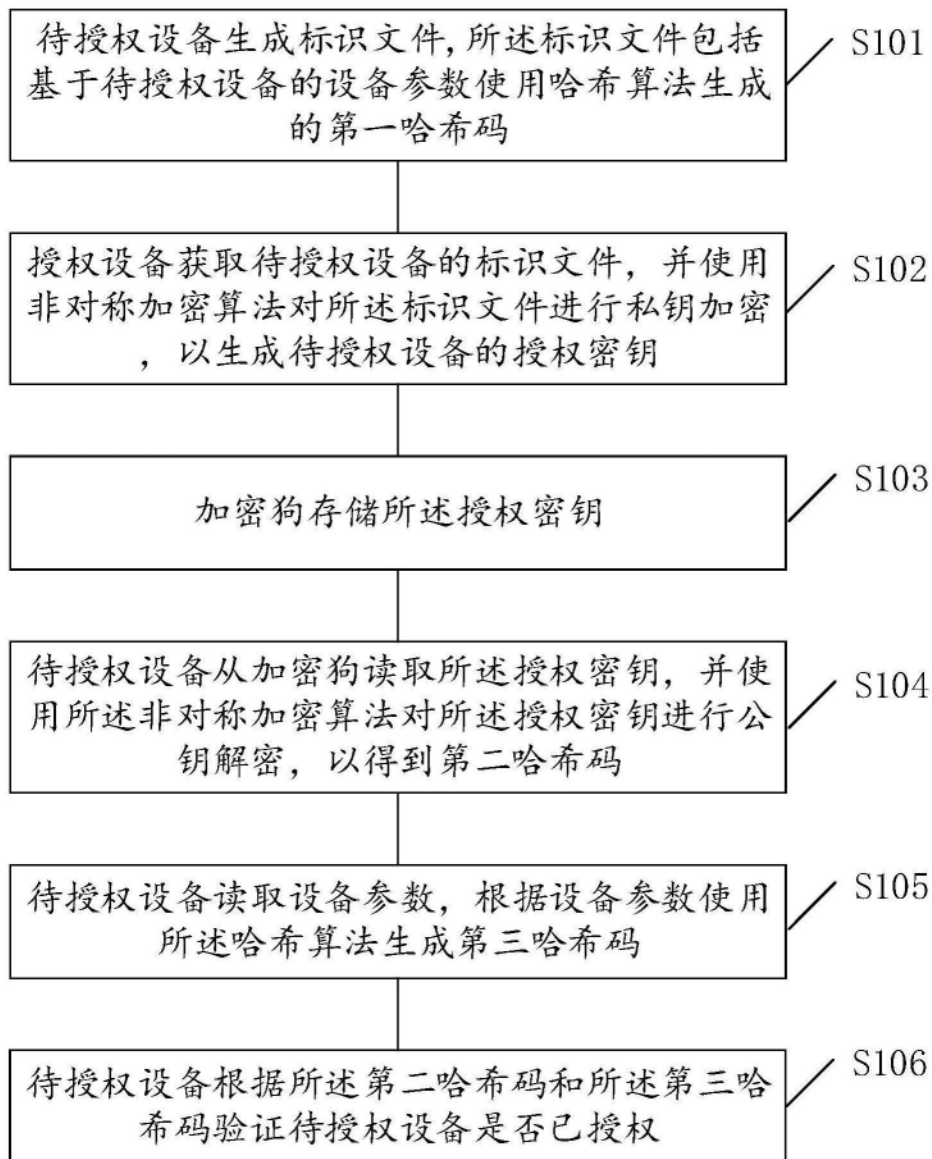 待授权设备生成标识文件,所述标识文件包括
基于待授权设备的设备参数使用哈希算法生成
的第一哈希码
S101
授权设备获取待授权设备的标识文件，并使用
非对称加密算法对所述标识文件进行私钥加密
，以生成待授权设备的授权密钥
S102
加密狗存储所述授权密钥
S103
待授权设备从加密狗读取所述授权密钥，并使
用所述非对称加密算法对所述授权密钥进行公
钥解密，以得到第二哈希码
S104
待授权设备读取设备参数，根据设备参数使用
所述哈希算法生成第三哈希码
S105
待授权设备根据所述第二哈希码和所述第三哈
希码验证待授权设备是否已授权
S106